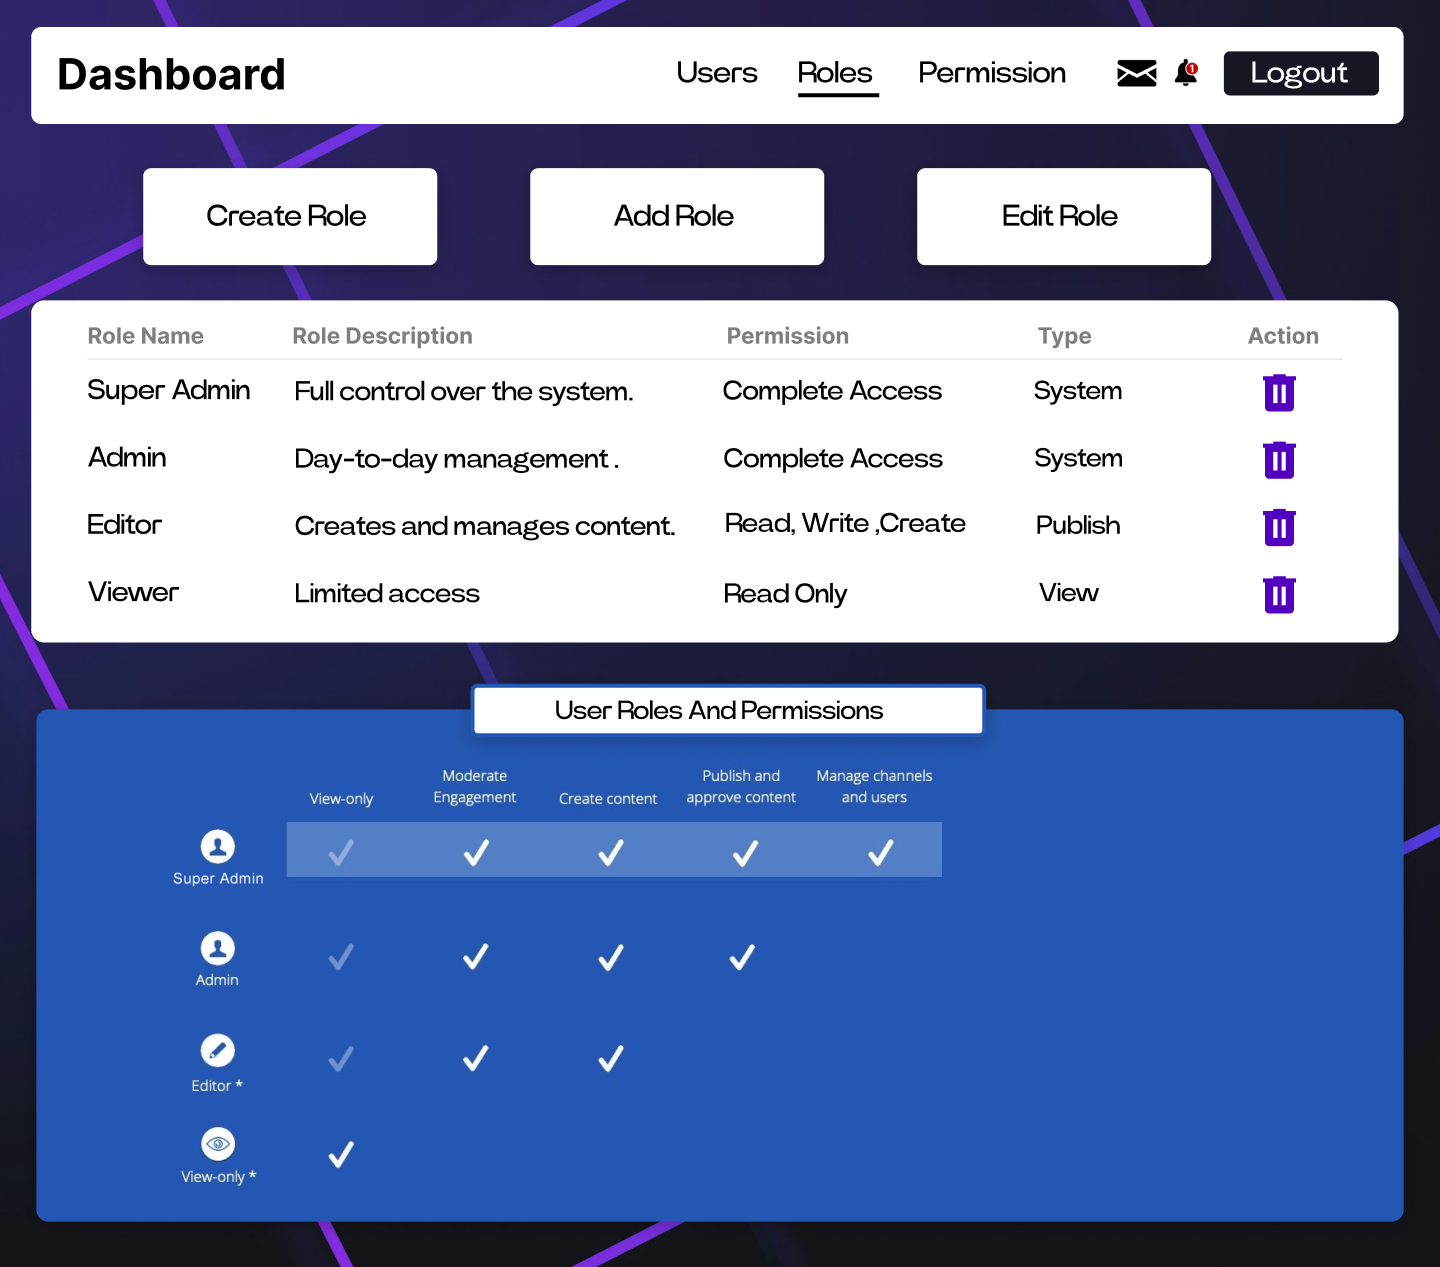 Dashboard Users Roles Permission 1 Logout
Create Role Add Role Edit Role
Role Name Role Description Permission Type Action
Super Admin Full control over the system. Complete Access System
Admin Day-to-day management . Complete Access System
Editor Creates and manages content. Read, Write ,Create Publish
Viewer Limited access Read Only View
User Roles And Permissions
View-only
Moderate
Engagement
Create content
Publish and
approve content
Manage channels
and users
Super Admin
Admin
Editor *
View-only *